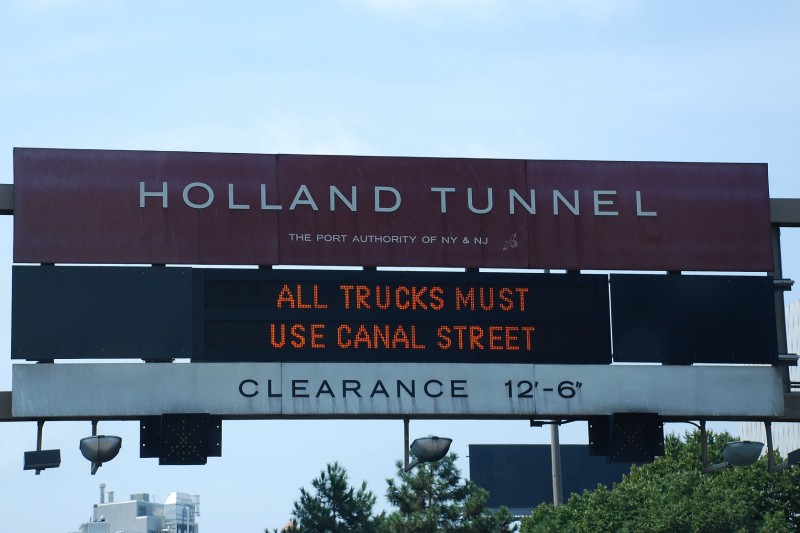 HOLLAND TUNNEL
THE PORT AUTHORITY OF NY & NJ
ALL TRUCKS MUST
USE CANAL STREET
CLEARANCE 12'-6"